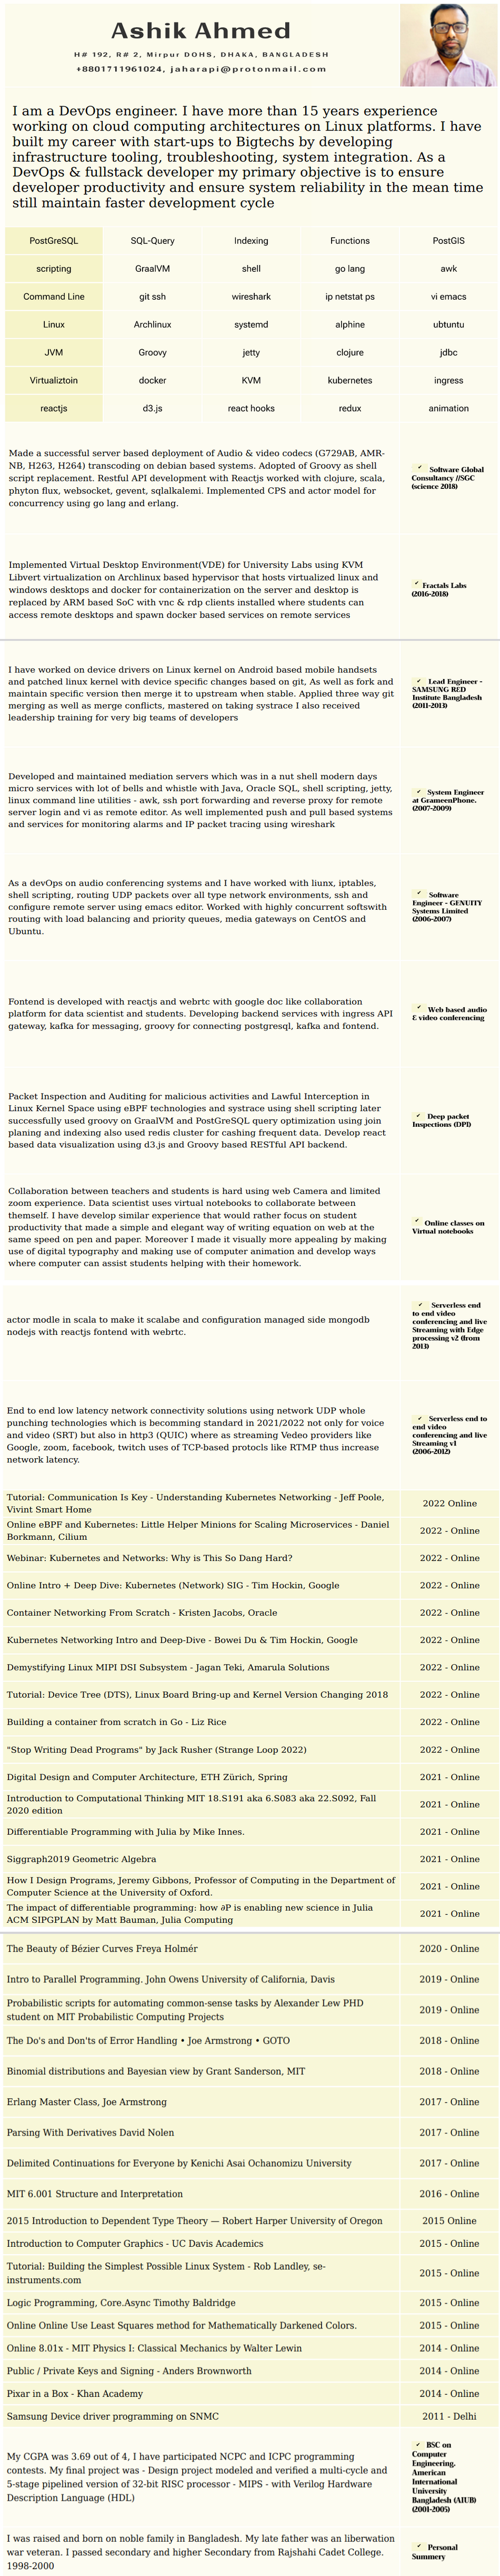 Ashik Ahmed
H# 192, R# 2, Mirpur DOHS, DHAKA, BANGLADESH
+8801711961024, jaharapi@protonmail.com
I am a DevOps engineer. I have more than 15 years experience
working on cloud computing architectures on Linux platforms. I have
built my career with start-ups to Bigtechs by developing
infrastructure tooling, troubleshooting, system integration. As a
DevOps & fullstack developer my primary objective is to ensure
developer productivity and ensure system reliability in the mean time
still maintain faster development cycle
PostGreSQL SQL-Query Indexing Functions PostGIS
scripting GraalVM shell go lang awk
Command Line git ssh wireshark ip netstat ps vi emacs
Linux Archlinux systemd alphine ubtuntu
JVM Groovy jetty clojure jdbc
Virtualiztoin docker KVM kubernetes ingress
reactjs d3.js react hooks redux animation
Made a successful server based deployment of Audio & video codecs (G729AB, AMR-
NB, H263, H264) transcoding on debian based systems. Adopted of Groovy as shell
script replacement. Restful API development with Reactjs worked with clojure, scala,
phyton flux, websocket, gevent, sqlalkalemi. Implemented CPS and actor model for
concurrency using go lang and erlang.
✓ Software Global
Consultancy //SGC
(science 2018)
Implemented Virtual Desktop Environment(VDE) for University Labs using KVM
Libvert virtualization on Archlinux based hypervisor that hosts virtualized linux and
windows desktops and docker for containerization on the server and desktop is
replaced by ARM based SoC with vnc & rdp clients installed where students can
access remote desktops and spawn docker based services on remote services
✓ Fractals Labs
(2016-2018)
I have worked on device drivers on Linux kernel on Android based mobile handsets
and patched linux kernel with device specific changes based on git, As well as fork and
maintain specific version then merge it to upstream when stable. Applied three way git
merging as well as merge conflicts, mastered on taking systrace I also received
leadership training for very big teams of developers
✓ Lead Engineer -
SAMSUNG R&D
Institute Bangladesh
(2011-2013)
Developed and maintained mediation servers which was in a nut shell modern days
micro services with lot of bells and whistle with Java, Oracle SQL, shell scripting, jetty,
linux command line utilities - awk, ssh port forwarding and reverse proxy for remote
server login and vi as remote editor. As well implemented push and pull based systems
and services for monitoring alarms and IP packet tracing using wireshark
✓ System Engineer
at GrameenPhone.
(2007-2009)
As a devOps on audio conferencing systems and I have worked with liunx, iptables,
shell scripting, routing UDP packets over all type network environments, ssh and
configure remote server using emacs editor. Worked with highly concurrent softswith
routing with load balancing and priority queues, media gateways on CentOS and
Ubuntu.
✓ Software
Engineer - GENUITY
Systems Limited
(2006-2007)
Fontend is developed with reactjs and webrtc with google doc like collaboration
platform for data scientist and students. Developing backend services with ingress API
gateway, kafka for messaging, groovy for connecting postgresql, kafka and fontend.
✓ Web based audio
& video conferencing
Packet Inspection and Auditing for malicious activities and Lawful Interception in
Linux Kernel Space using eBPF technologies and systrace using shell scripting later
successfully used groovy on GraalVM and PostGreSQL query optimization using join
planing and indexing also used redis cluster for cashing frequent data. Develop react
based data visualization using d3.js and Groovy based RESTful API backend.
✓ Deep packet
Inspections (DPI)
Collaboration between teachers and students is hard using web Camera and limited
zoom experience. Data scientist uses virtual notebooks to collaborate between
themself. I have develop similar experience that would rather focus on student
productivity that made a simple and elegant way of writing equation on web at the
same speed on pen and paper. Moreover I made it visually more appealing by making
use of digital typography and making use of computer animation and develop ways
where computer can assist students helping with their homework.
✓ Online classes on
Virtual notebooks
actor modle in scala to make it scalabe and configuration managed side mongodb
nodejs with reactjs fontend with webrtc.
✓ Serverless end
to end video
conferencing and live
Streaming with Edge
processing v2 (from
2013)
End to end low latency network connectivity solutions using network UDP whole
punching technologies which is becomming standard in 2021/2022 not only for voice
and video (SRT) but also in http3 (QUIC) where as streaming Vedeo providers like
Google, zoom, facebook, twitch uses of TCP-based protocls like RTMP thus increase
network latency.
✓ Serverless end to
end video
conferencing and live
Streaming v1
(2006-2012)
Tutorial: Communication Is Key - Understanding Kubernetes Networking - Jeff Poole,
Vivint Smart Home
2022 Online
Online eBPF and Kubernetes: Little Helper Minions for Scaling Microservices - Daniel
Borkmann, Cilium
2022 - Online
Webinar: Kubernetes and Networks: Why is This So Dang Hard? 2022 - Online
Online Intro + Deep Dive: Kubernetes (Network) SIG - Tim Hockin, Google 2022 - Online
Container Networking From Scratch - Kristen Jacobs, Oracle 2022 - Online
Kubernetes Networking Intro and Deep-Dive - Bowei Du & Tim Hockin, Google 2022 - Online
Demystifying Linux MIPI DSI Subsystem - Jagan Teki, Amarula Solutions 2022 - Online
Tutorial: Device Tree (DTS), Linux Board Bring-up and Kernel Version Changing 2018 2022 - Online
Building a container from scratch in Go - Liz Rice 2022 - Online
"Stop Writing Dead Programs" by Jack Rusher (Strange Loop 2022) 2022 - Online
Digital Design and Computer Architecture, ETH Zürich, Spring 2021 - Online
Introduction to Computational Thinking MIT 18.S191 aka 6.S083 aka 22.S092, Fall
2020 edition
2021 - Online
Differentiable Programming with Julia by Mike Innes. 2021 - Online
Siggraph2019 Geometric Algebra 2021 - Online
How I Design Programs, Jeremy Gibbons, Professor of Computing in the Department of
Computer Science at the University of Oxford.
2021 - Online
The impact of differentiable programming: how ∂P is enabling new science in Julia
ACM SIPGPLAN by Matt Bauman, Julia Computing
2021 - Online
The Beauty of Bézier Curves Freya Holmér 2020 - Online
Intro to Parallel Programming. John Owens University of California, Davis 2019 - Online
Probabilistic scripts for automating common-sense tasks by Alexander Lew PHD
student on MIT Probabilistic Computing Projects
2019 - Online
The Do's and Don'ts of Error Handling • Joe Armstrong • GOTO 2018 - Online
Binomial distributions and Bayesian view by Grant Sanderson, MIT 2018 - Online
Erlang Master Class, Joe Armstrong 2017 - Online
Parsing With Derivatives David Nolen 2017 - Online
Delimited Continuations for Everyone by Kenichi Asai Ochanomizu University 2017 - Online
MIT 6.001 Structure and Interpretation 2016 - Online
2015 Introduction to Dependent Type Theory — Robert Harper University of Oregon 2015 Online
Introduction to Computer Graphics - UC Davis Academics 2015 - Online
Tutorial: Building the Simplest Possible Linux System - Rob Landley, se-
instruments.com
2015 - Online
Logic Programming, Core.Async Timothy Baldridge 2015 - Online
Online Online Use Least Squares method for Mathematically Darkened Colors. 2015 - Online
Online 8.01x - MIT Physics I: Classical Mechanics by Walter Lewin 2014 - Online
Public / Private Keys and Signing - Anders Brownworth 2014 - Online
Pixar in a Box - Khan Academy 2014 - Online
Samsung Device driver programming on SNMC 2011 - Delhi
My CGPA was 3.69 out of 4, I have participated NCPC and ICPC programming
contests. My final project was - Design project modeled and verified a multi-cycle and
5-stage pipelined version of 32-bit RISC processor - MIPS - with Verilog Hardware
Description Language (HDL)
✓ BSC on
Computer
Engineering.
American
International
University
Bangladesh (AIUB)
(2001-2005)
I was raised and born on noble family in Bangladesh. My late father was an liberwation
war veteran. I passed secondary and higher Secondary from Rajshahi Cadet College.
1998-2000
✓ Personal
Summery